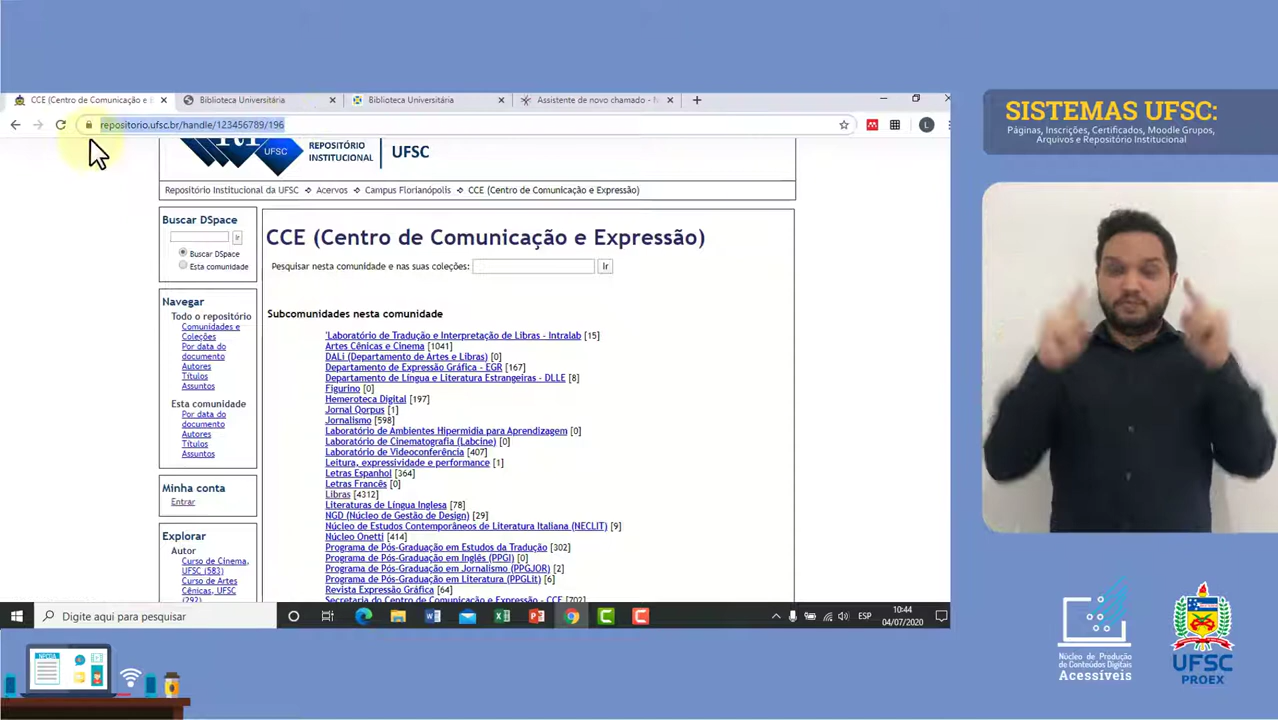 CCE (Centro de Comunicação e
Biblioteca Universitária
Biblioteca Universitária
Assistente de novo chamado - N
repositorio.ufsc.br/handle/123456789/196
L
SISTEMAS UFSC:
Páginas, Inscrições, Certificados, Moodle Grupos,
Arquivos e Repositório Institucional
UFSC
REPOSITÓRIO
INSTITUCIONAL
UFSC
Repositório Institucional da UFSC
Acervos
Campus Florianópolis
CCE (Centro de Comunicação e Expressão)
Buscar DSpace
Ir
Buscar DSpace
Esta comunidade
Navegar
Todo o repositório
Comunidades e
Coleções
Por data do
documento
Autores
Títulos
Assuntos
Esta comunidade
Por data do
documento
Autores
Títulos
Assuntos
Minha conta
Entrar
Explorar
Autor
Curso de Cinema,
UFSC (583)
Curso de Artes
Cênicas, UFSC
(292)
CCE (Centro de Comunicação e Expressão)
Pesquisar nesta comunidade e nas suas coleções:
Ir
Subcomunidades nesta comunidade
'Laboratório de Tradução e Interpretação de Libras - Intralab [15]
Artes Cênicas e Cinema [1041]
DALi (Departamento de Artes e Libras) [0]
Departamento de Expressão Gráfica - EGR [167]
Departamento de Língua e Literatura Estrangeiras - DLLE [8]
Figurino [0]
Hemeroteca Digital [197]
Jornal Qorpus [1]
Jornalismo [598]
Laboratório de Ambientes Hipermídia para Aprendizagem [0]
Laboratório de Cinematografia (Labcine) [0]
Laboratório de Videoconferência [407]
Leitura, expressividade e performance [1]
Letras Espanhol [364]
Letras Francês [0]
Libras [4312]
Literaturas de Língua Inglesa [78]
NGD (Núcleo de Gestão de Design) [29]
Núcleo de Estudos Contemporâneos de Literatura Italiana (NECLIT) [9]
Núcleo Onetti [414]
Programa de Pós-Graduação em Estudos da Tradução [302]
Programa de Pós-Graduação em Inglês (PPGI) [0]
Programa de Pós-Graduação em Jornalismo (PPGJOR) [2]
Programa de Pós-Graduação em Literatura (PPGLit) [6]
Revista Expressão Gráfica [64]
Secretaria do Centro de Comunicação e Expressão - CCE [702]
Digite aqui para pesquisar
ESP
10:44
04/07/2020
Núcleo de Produção
de Conteúdos Digitais
Acessíveis
UFSC
PROEX
NPCDA